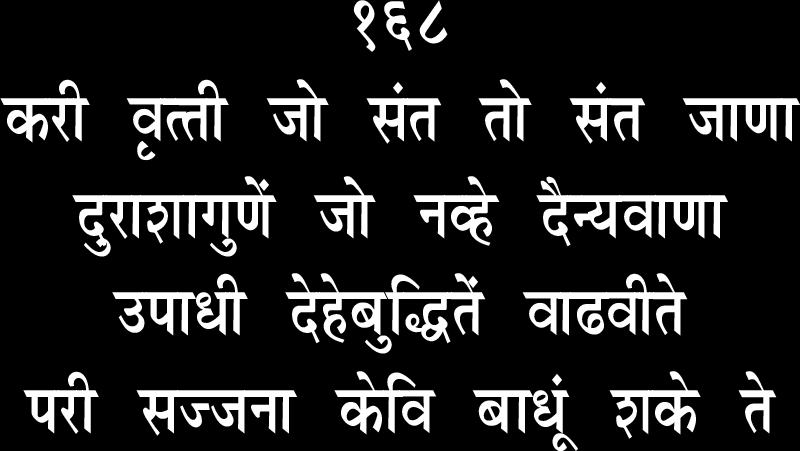 १६८
करी वृत्ती जो संत तो संत जाणा
दुराशागुणें जो नव्हे दैन्यवाणा
उपाधी देहेबुद्धितें वाढवीते
परी सज्जना केवि बाधूं शके ते